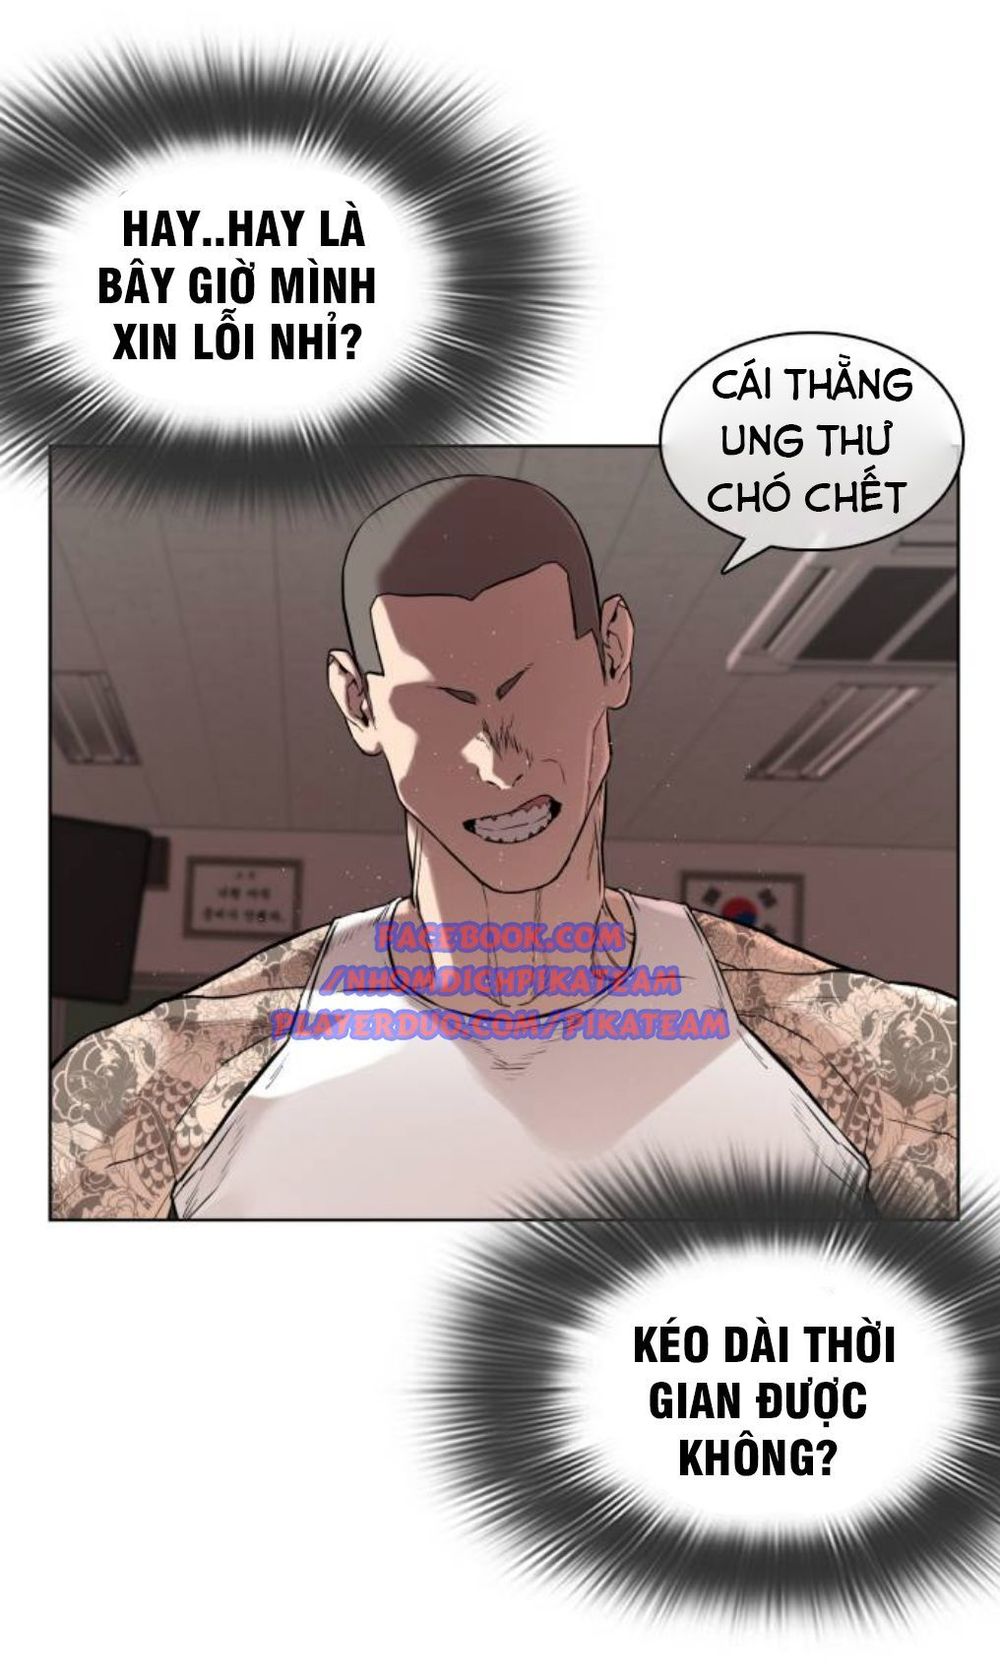 HAY..HAY LÀ
BÂY GIỜ MÌNH
XIN LỖI NHỈ?
CÁI THẰNG
UNG THƯ
CHÓ CHẾT
FACEBOOK.COM
/NHOMDICHPIKATEAM
PLAYERDUO.COM/PIKATEAM
KÉO DÀI THỜI
GIAN ĐƯỢC
KHÔNG?